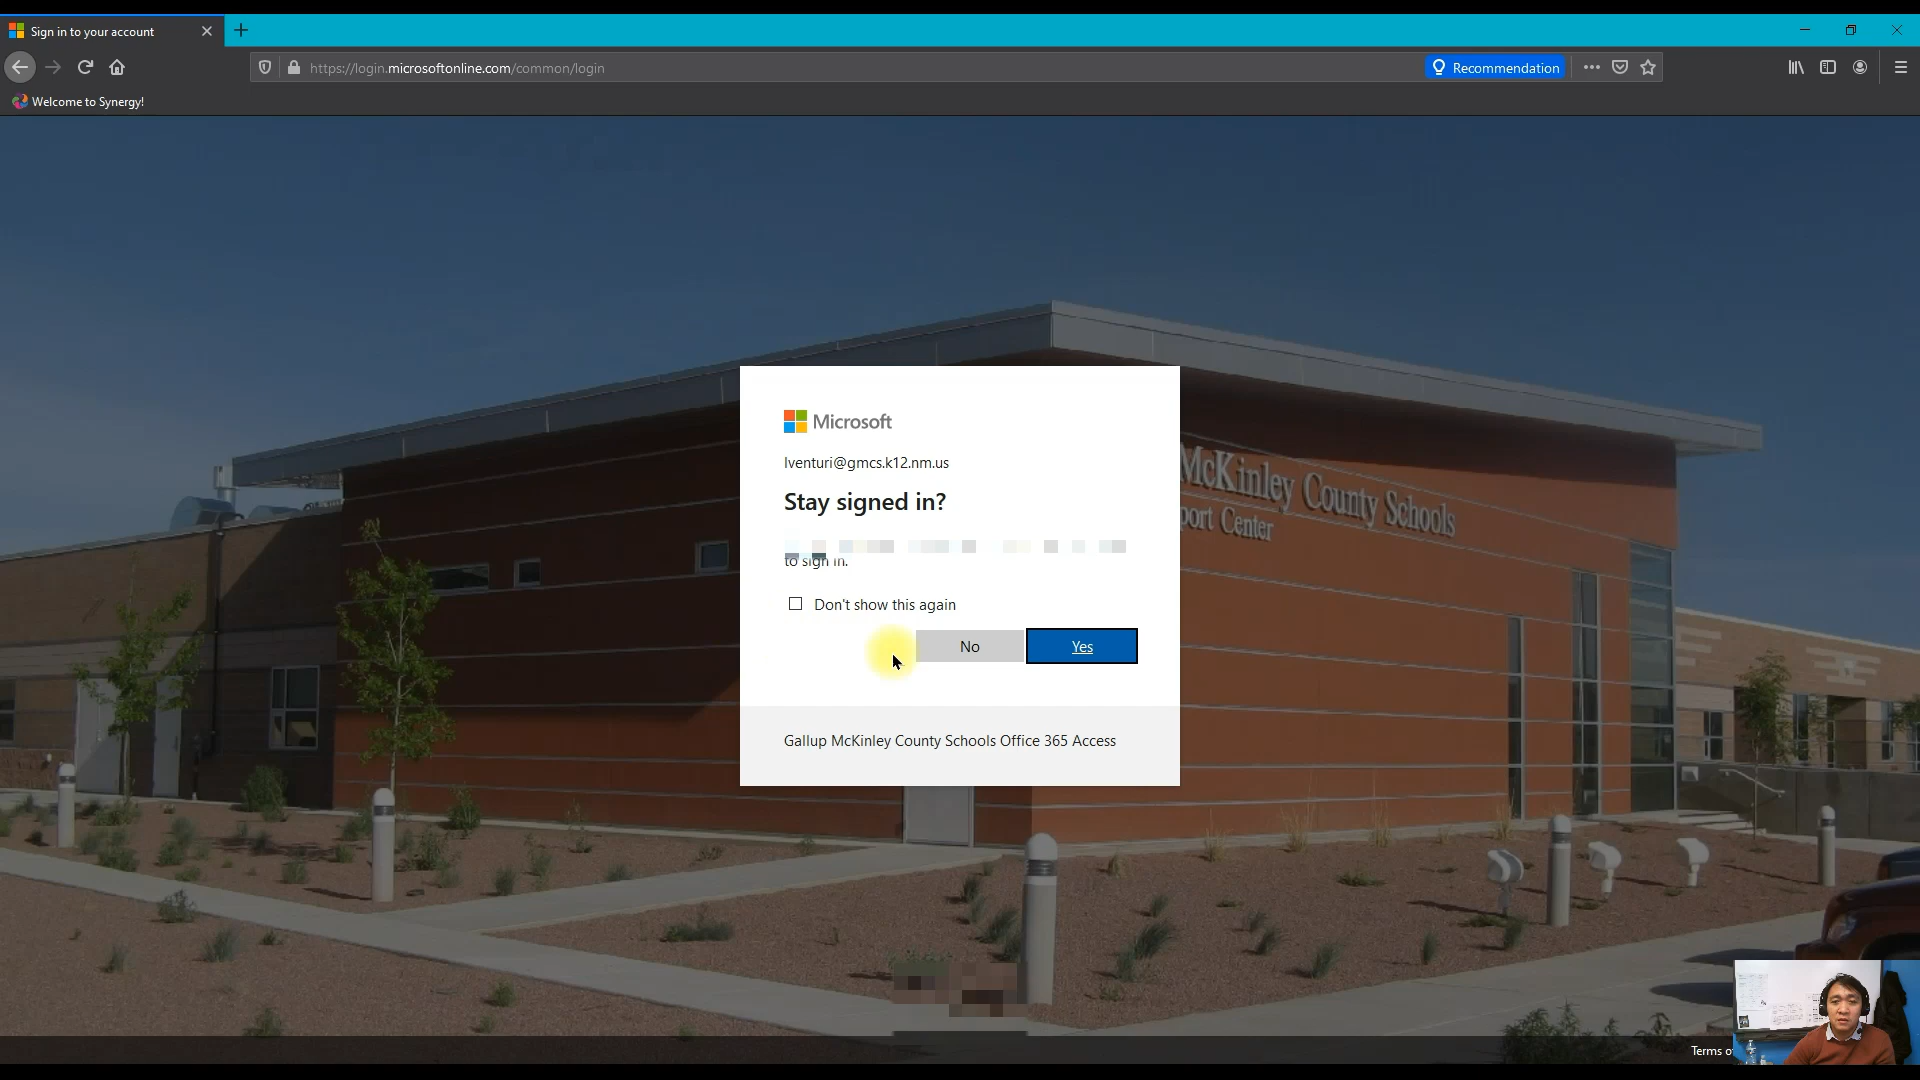 Sign in to your account
https://login.microsoftonline.com/common/login
Recommendation
Welcome to Synergy!
Microsoft
lventuri@gmcs.k12.nm.us
Stay signed in?
to sign in.
Don't show this again
No
Yes
Gallup McKinley County Schools Office 365 Access
McKinley County Schools
Center
Terms